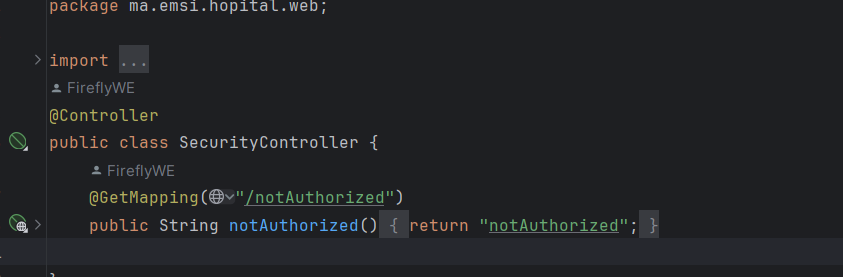 package ma.emsi.hopital.web;
import ...
FireflyWE
@Controller
public class SecurityController {
FireflyWE
@GetMapping("/notAuthorized")
public String notAuthorized() { return "notAuthorized"; }
}